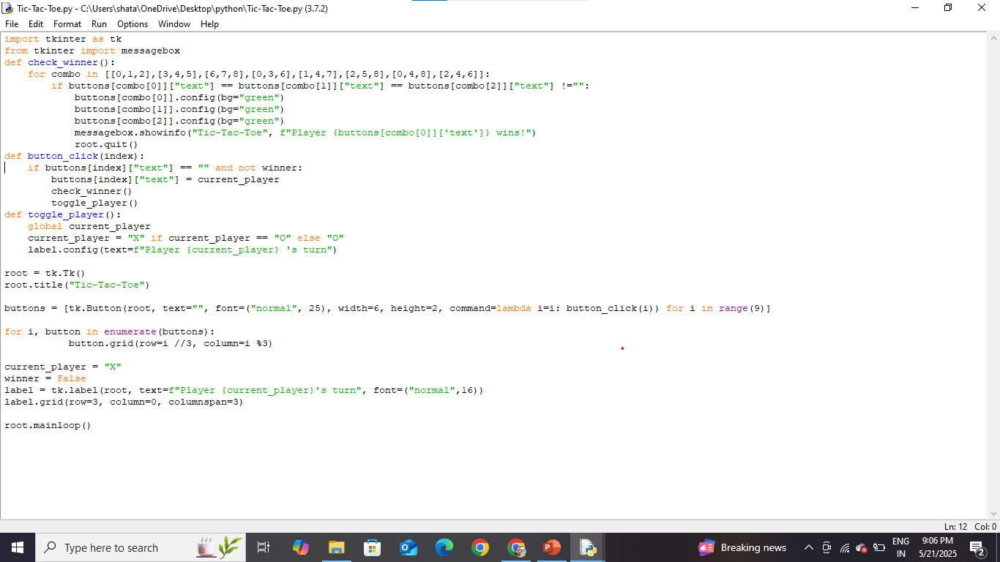 Tic-Tac-Toe.py - C:\Users\shata\OneDrive\Desktop\python\Tic-Tac-Toe.py (3.7.2)
File Edit Format Run Options Window Help
import tkinter as tk
from tkinter import messagebox
def check_winner():
    for combo in [[0,1,2],[3,4,5],[6,7,8],[0,3,6],[1,4,7],[2,5,8],[0,4,8],[2,4,6]]:
        if buttons[combo[0]]["text"] == buttons[combo[1]]["text"] == buttons[combo[2]]["text"] !="":
            buttons[combo[0]].config(bg="green")
            buttons[combo[1]].config(bg="green")
            buttons[combo[2]].config(bg="green")
            messagebox.showinfo("Tic-Tac-Toe", f"Player {buttons[combo[0]]['text']} wins!")
            root.quit()
def button_click(index):
    if buttons[index]["text"] == "" and not winner:
        buttons[index]["text"] = current_player
        check_winner()
        toggle_player()
def toggle_player():
    global current_player
    current_player = "X" if current_player == "O" else "O"
    label.config(text=f"Player {current_player} 's turn")

root = tk.Tk()
root.title("Tic-Tac-Toe")

buttons = [tk.Button(root, text="", font=("normal", 25), width=6, height=2, command=lambda i=i: button_click(i)) for i in range(9)]

for i, button in enumerate(buttons):
           button.grid(row=i //3, column=i %3)

current_player = "X"
winner = False
label = tk.label(root, text=f"Player {current_player}'s turn", font=("normal",16))
label.grid(row=3, column=0, columnspan=3)

root.mainloop()
Ln: 12 Col: 0
Type here to search
Breaking news
ENG
IN
9:06 PM
5/21/2025
2